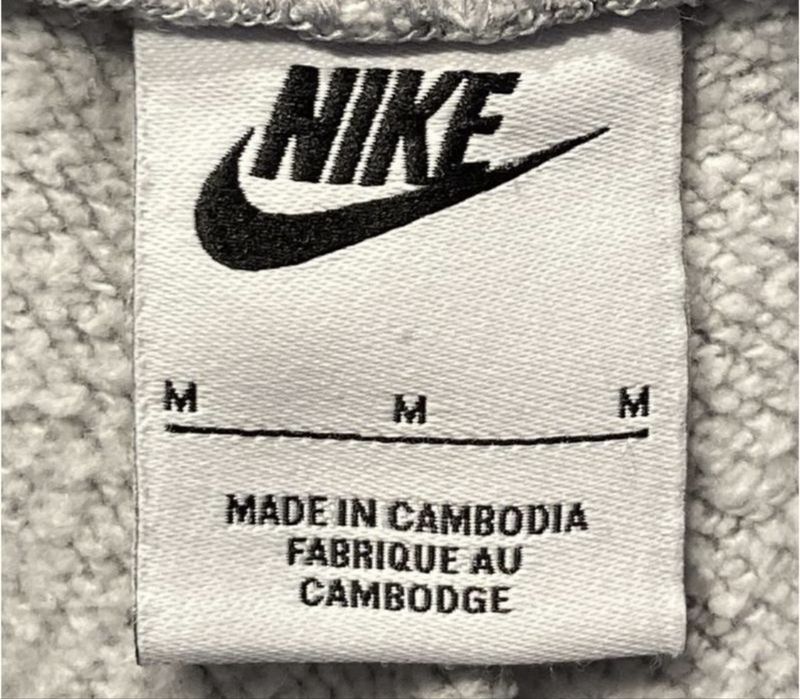 NIKE
M M M
MADE IN CAMBODIA
FABRIQUE AU
CAMBODGE